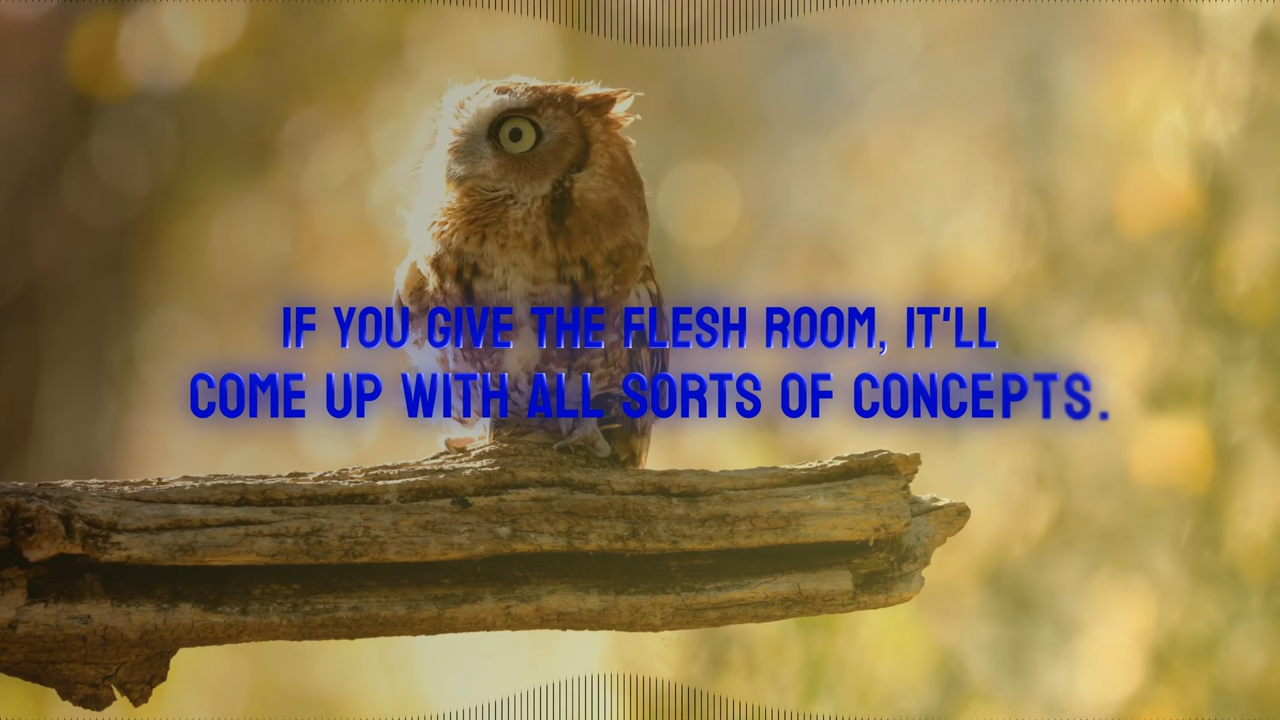 IF YOU GIVE THE FLESH ROOM, IT'LL
COME UP WITH ALL SORTS OF CONCEPTS.